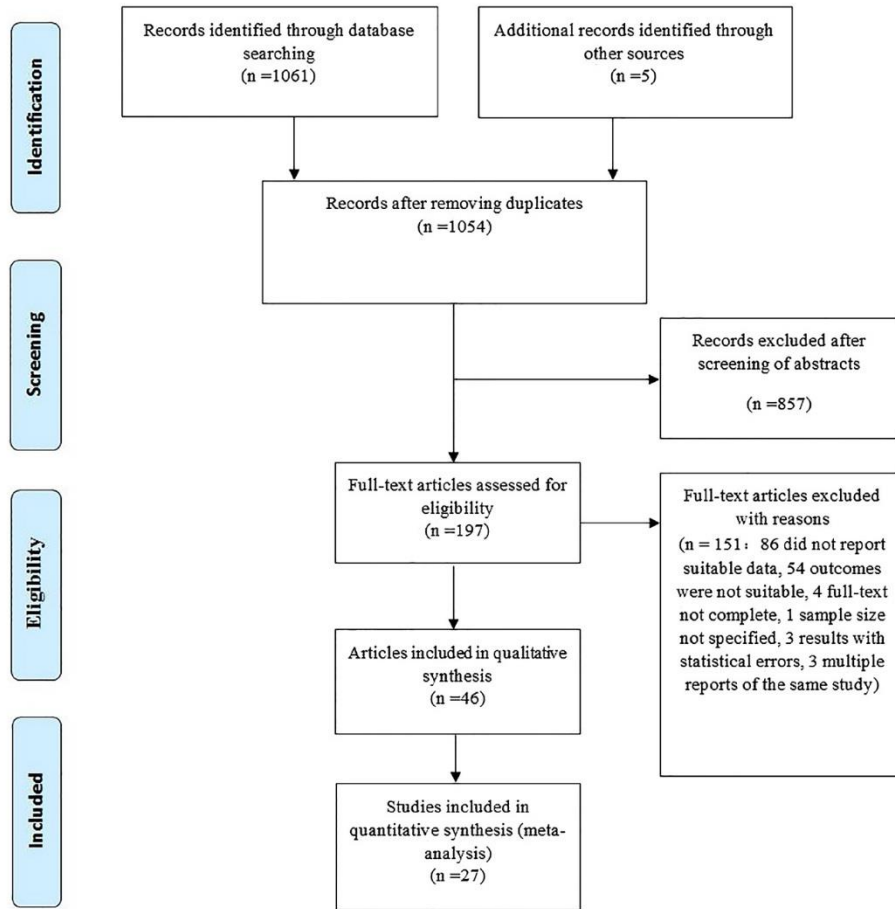 Identification
Records identified through database
searching
(n =1061)
Additional records identified through
other sources
(n =5)
Records after removing duplicates
(n =1054)
Screening
Records excluded after
screening of abstracts
(n =857)
Eligibility
Full-text articles assessed for
eligibility
(n =197)
Full-text articles excluded
with reasons
(n = 151：86 did not report
suitable data, 54 outcomes
were not suitable, 4 full-text
not complete, 1 sample size
not specified, 3 results with
statistical errors, 3 multiple
reports of the same study)
Articles included in qualitative
synthesis
(n =46)
Included
Studies included in
quantitative synthesis (meta-
analysis)
(n =27)